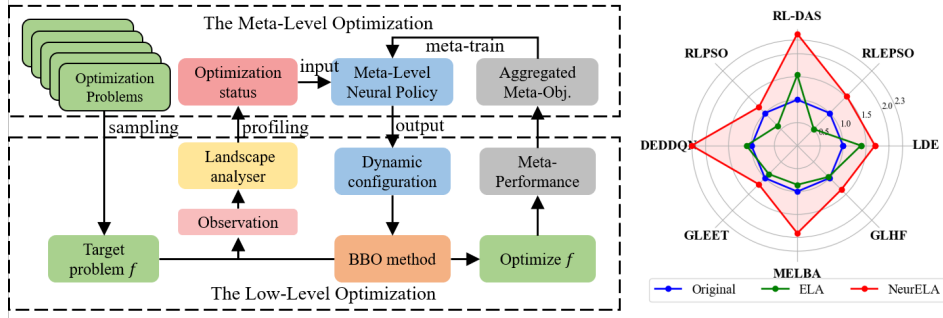 The Meta-Level Optimization
Optimization
Problems
Optimization
status
input
Meta-Level
Neural Policy
meta-train
Aggregated
Meta-Obj.
sampling
profiling
output
Landscape
analyser
Dynamic
configuration
Meta-
Performance
Observation
Target
problem f
BBO method
Optimize f
The Low-Level Optimization
RL-DAS
RLPSO
RLEPSO
2.3
2.0
1.5
1.0
0.5
DEDDQN
LDE
GLEET
GLHF
MELBA
Original
ELA
NeurELA